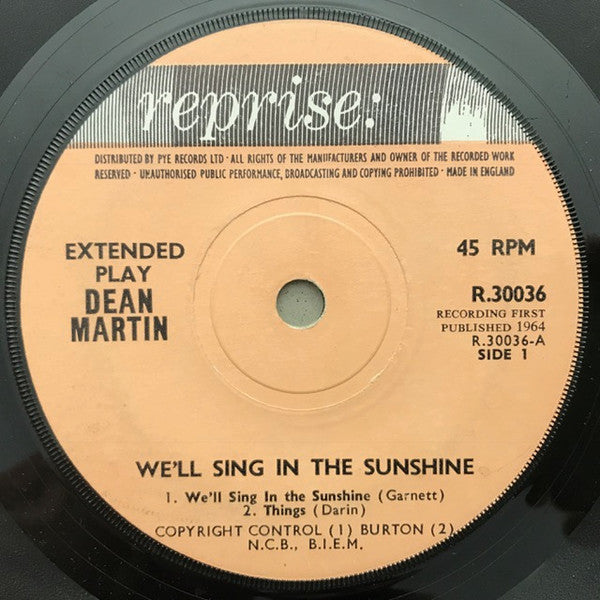 reprise:
DISTRIBUTED BY PYE RECORDS LTD · ALL RIGHTS OF THE MANUFACTURERS AND OWNER OF THE RECORDED WORK
RESERVED · UNAUTHORISED PUBLIC PERFORMANCE, BROADCASTING AND COPYING PROHIBITED · MADE IN ENGLAND
EXTENDED
PLAY
DEAN
MARTIN
45 RPM
R.30036
RECORDING FIRST
PUBLISHED 1964
R.30036-A
SIDE 1
WE'LL SING IN THE SUNSHINE
1. We'll Sing In the Sunshine (Garnett)
2. Things (Darin)
COPYRIGHT CONTROL (1) BURTON (2)
N.C.B., B.I.E.M.